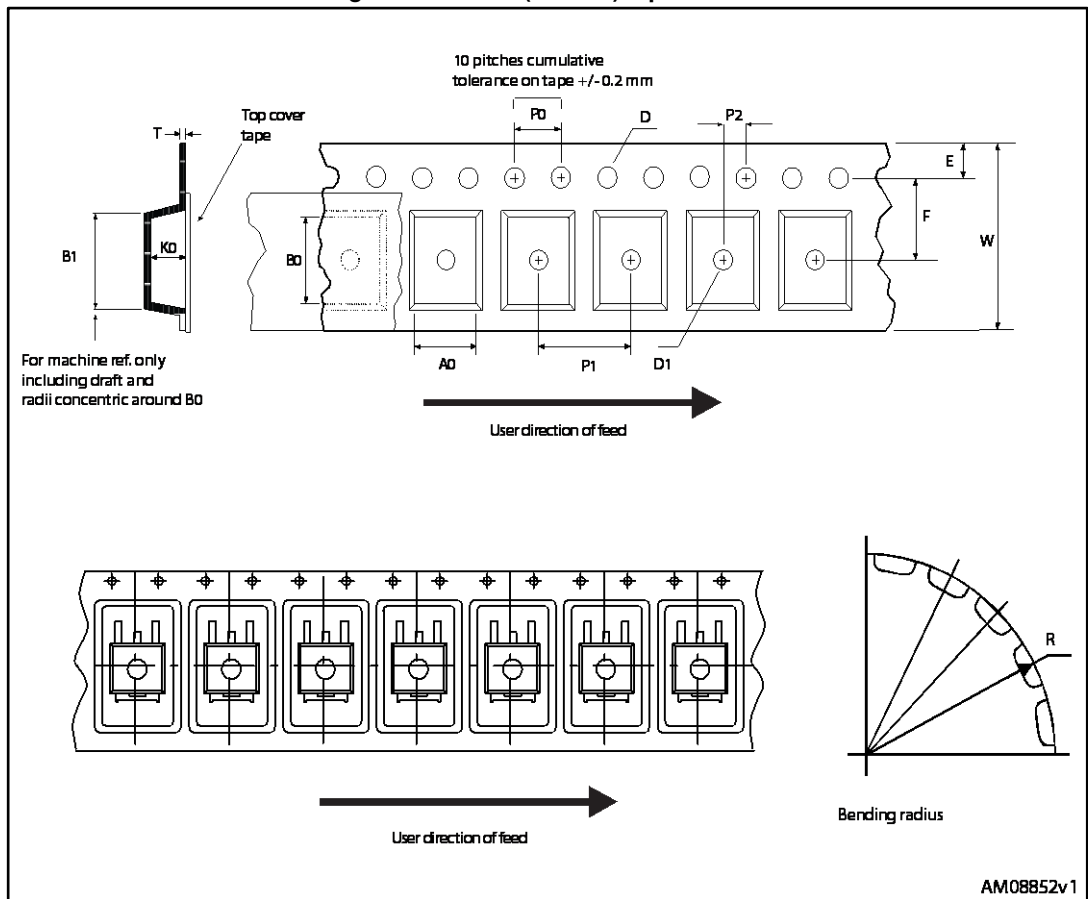 10 pitches cumulative
tolerance on tape +/- 0.2 mm
Top cover
tape
T
P0
D
P2
E
F
W
B1
K0
B0
For machine ref. only
including draft and
radii concentric around B0
A0
P1
D1
User direction of feed
R
Bending radius
User direction of feed
AM08852v1